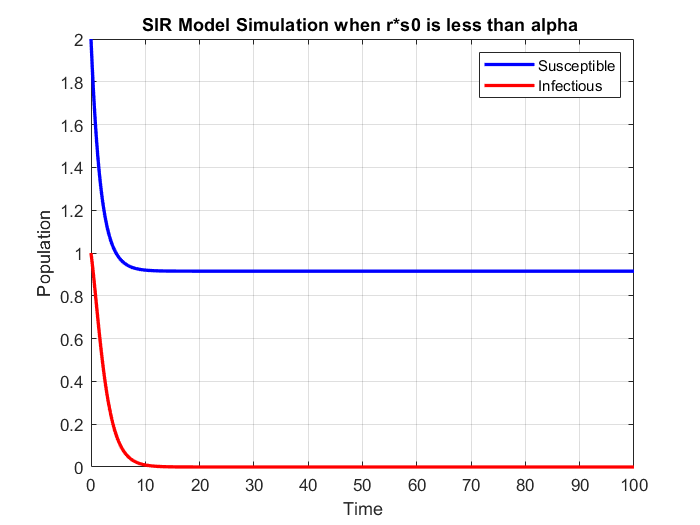 SIR Model Simulation when r*s0 is less than alpha
Susceptible
Infectious
2
1.8
1.6
1.4
1.2
1
0.8
0.6
0.4
0.2
0
Population
0 10 20 30 40 50 60 70 80 90 100
Time